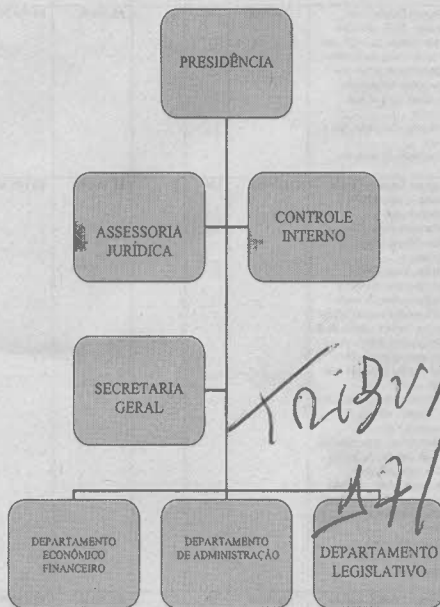 PRESIDÊNCIA
ASSESSORIA
JURÍDICA
CONTROLE
INTERNO
SECRETARIA
GERAL
DEPARTAMENTO
ECONÔMICO
FINANCEIRO
DEPARTAMENTO
DE ADMINISTRAÇÃO
DEPARTAMENTO
LEGISLATIVO